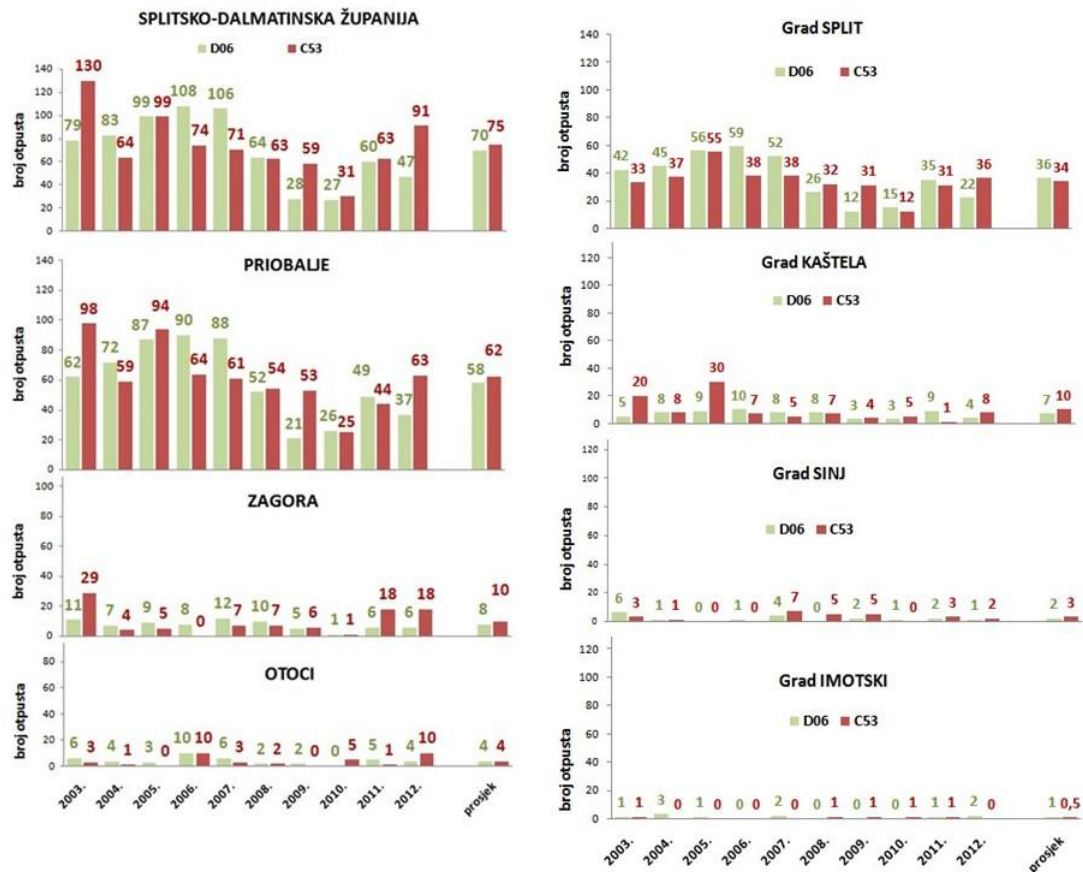 SPLITSKO-DALMATINSKA ŽUPANIJA
D06 C53
broj otpusta
140
120
100
80
60
40
20
0
79 130 83 64 99 99 108 74 106 71 64 63 28 59 27 31 60 63 47 91 70 75
PRIOBALJE
broj otpusta
120
100
80
60
40
20
0
62 98 72 59 87 94 90 64 88 61 52 54 21 53 26 25 49 44 37 63 58 62
ZAGORA
broj otpusta
100
80
60
40
20
0
11 29 7 4 9 5 8 0 12 7 10 7 5 6 1 1 6 18 6 18 8 10
OTOCI
broj otpusta
80
60
40
20
0
6 3 4 1 3 0 10 10 6 3 2 2 2 0 0 5 5 1 4 10 4 4
2003. 2004. 2005. 2006. 2007. 2008. 2009. 2010. 2011. 2012. prosjek
Grad SPLIT
D06 C53
broj otpusta
140
120
100
80
60
40
20
0
42 33 45 37 56 55 59 38 52 38 26 32 12 31 15 12 35 31 22 36 36 34
Grad KAŠTELA
D06 C53
broj otpusta
120
100
80
60
40
20
0
5 20 8 8 9 30 10 7 8 5 8 7 3 4 3 5 9 1 4 8 7 10
Grad SINJ
D06 C53
broj otpusta
120
100
80
60
40
20
0
6 3 1 1 0 0 1 0 4 7 0 5 2 5 1 0 2 3 1 2 2 3
Grad IMOTSKI
D06 C53
broj otpusta
140
120
100
80
60
40
20
0
1 1 3 0 1 0 0 0 2 0 0 1 0 1 0 1 1 1 2 0 1 0,5
2003. 2004. 2005. 2006. 2007. 2008. 2009. 2010. 2011. 2012. prosjek